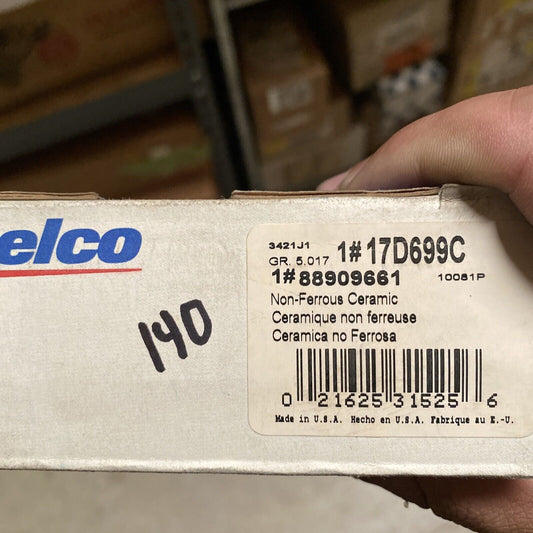 elco
140
3421J1
GR. 5.017 1#17D699C
1#88909661 10081P
Non-Ferrous Ceramic
Ceramique non ferreuse
Ceramica no Ferrosa
0 21625 31525 6
Made in U.S.A. Hecho en U.S.A. Fabrique au E.-U.